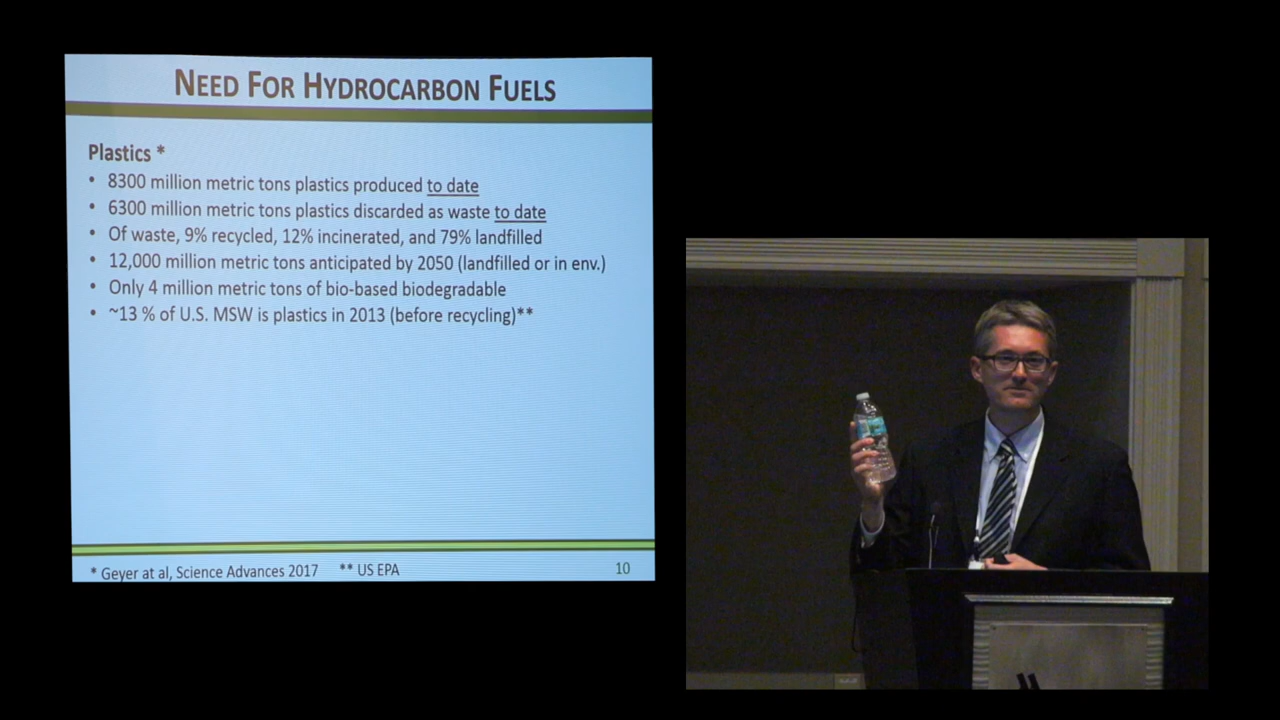 NEED FOR HYDROCARBON FUELS
Plastics *
• 8300 million metric tons plastics produced to date
• 6300 million metric tons plastics discarded as waste to date
• Of waste, 9% recycled, 12% incinerated, and 79% landfilled
• 12,000 million metric tons anticipated by 2050 (landfilled or in env.)
• Only 4 million metric tons of bio-based biodegradable
• ~13 % of U.S. MSW is plastics in 2013 (before recycling)**
* Geyer at al, Science Advances 2017 ** US EPA 10